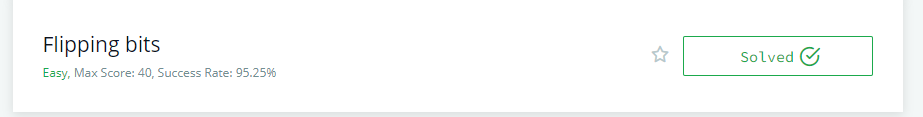 Flipping bits
Solved
Easy, Max Score: 40, Success Rate: 95.25%